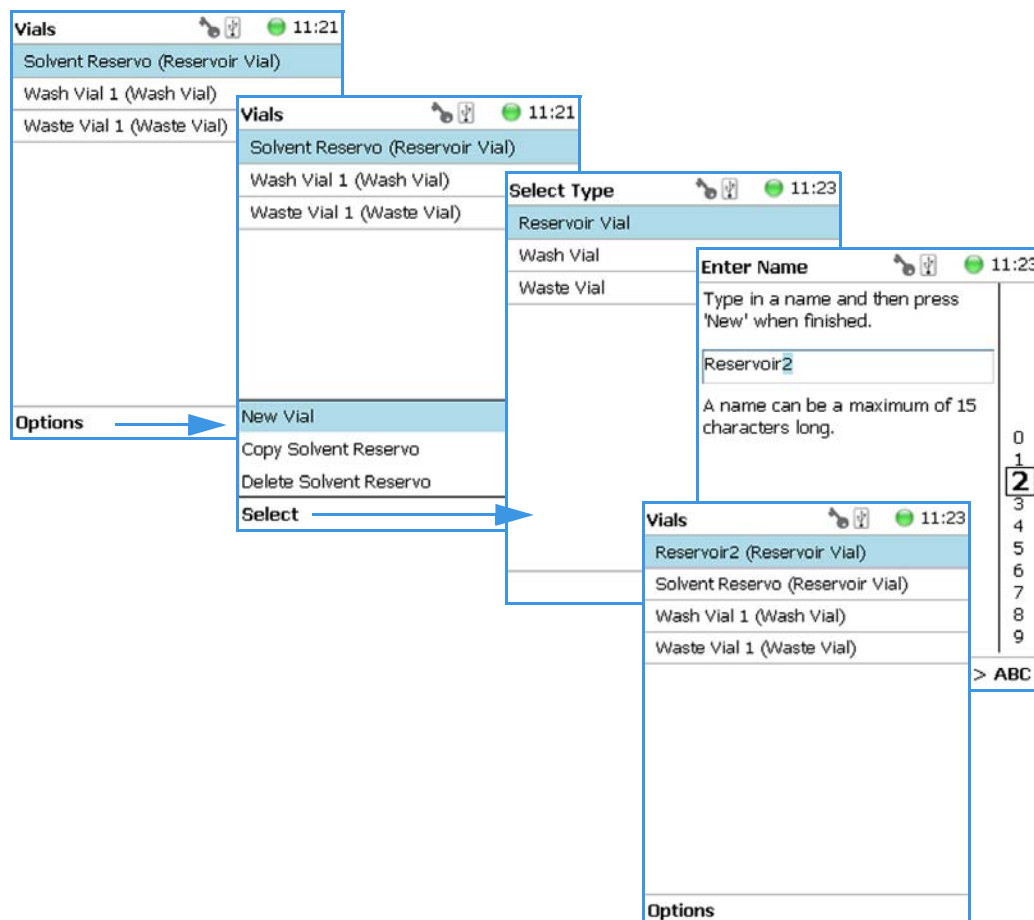 Vials 11:21
Solvent Reservo (Reservoir Vial)
Wash Vial 1 (Wash Vial)
Waste Vial 1 (Waste Vial)
Options
Vials 11:21
Solvent Reservo (Reservoir Vial)
Wash Vial 1 (Wash Vial)
Waste Vial 1 (Waste Vial)
New Vial
Copy Solvent Reservo
Delete Solvent Reservo
Select
Select Type 11:23
Reservoir Vial
Wash Vial
Waste Vial
Enter Name 11:23
Type in a name and then press
'New' when finished.
Reservoir2
A name can be a maximum of 15
characters long.
0
1
2
3
4
5
6
7
8
9
> ABC
Vials 11:23
Reservoir2 (Reservoir Vial)
Solvent Reservo (Reservoir Vial)
Wash Vial 1 (Wash Vial)
Waste Vial 1 (Waste Vial)
Options